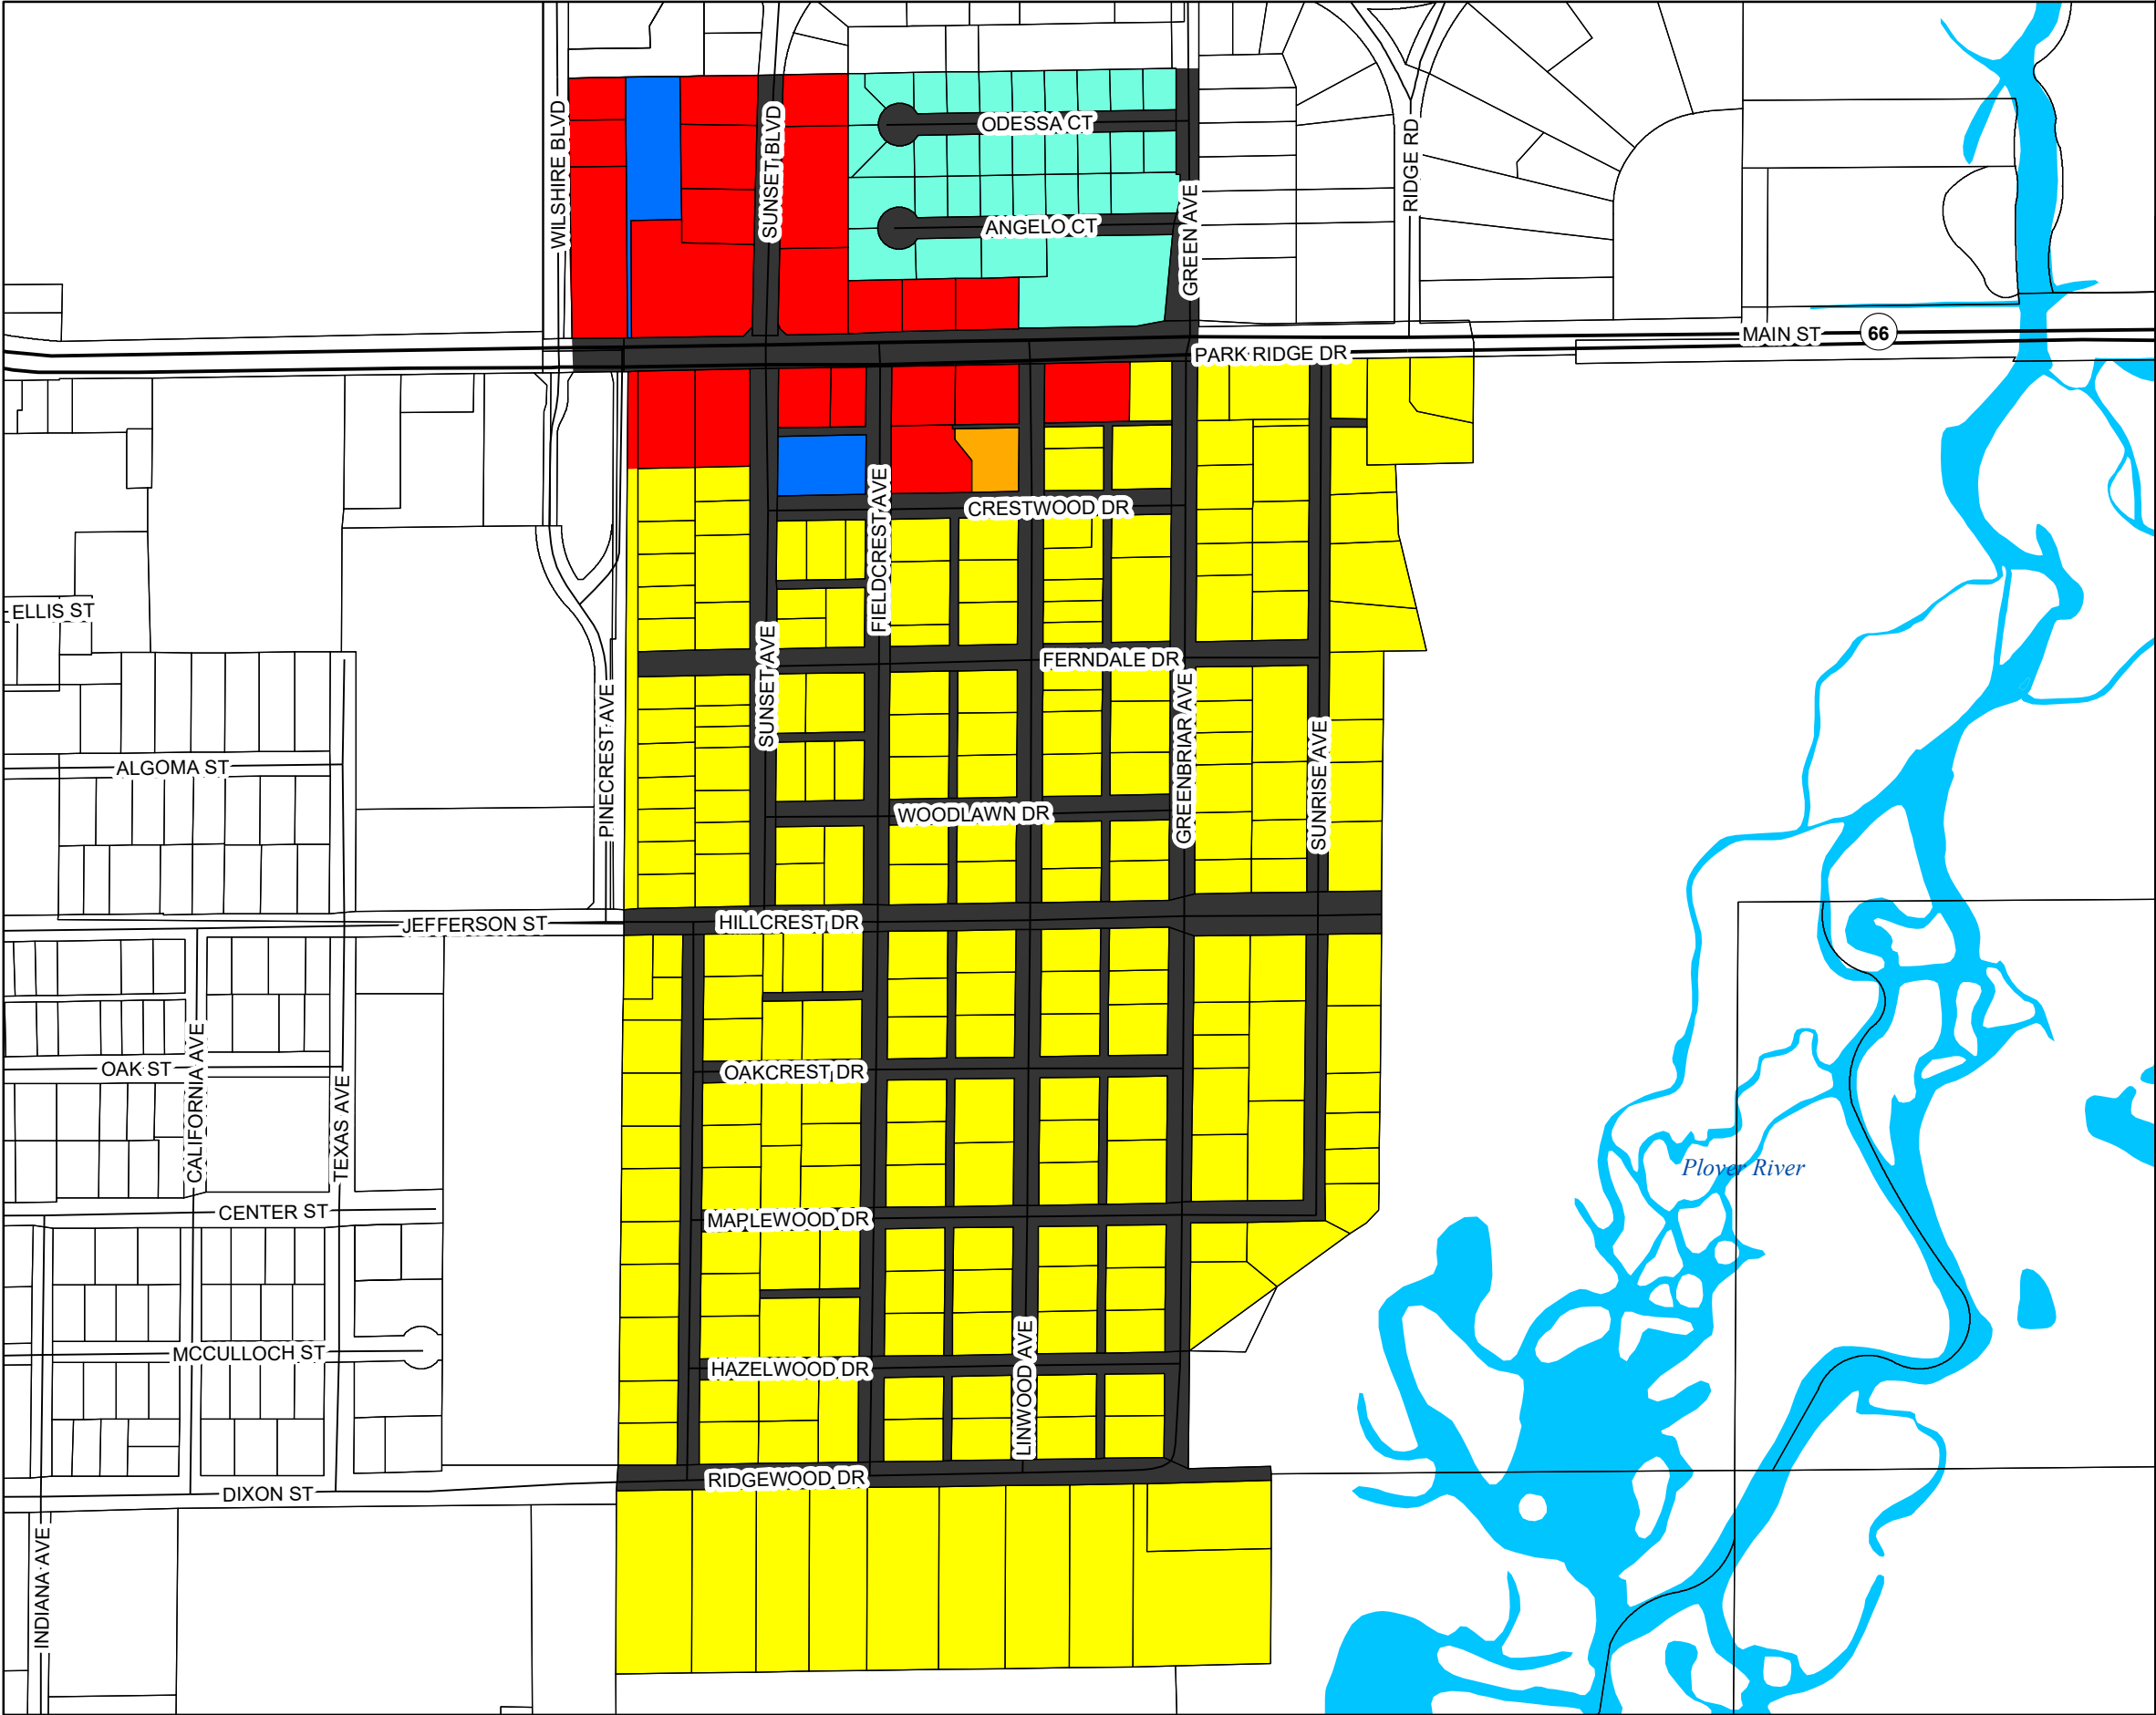 ODESSA CT
WILSHIRE BLVD
SUNSET BLVD
RIDGE RD
ANGELO CT
GREEN AVE
MAIN ST
66
PARK RIDGE DR
CRESTWOOD DR
FIELDCREST AVE
ELLIS ST
FERNDALE DR
SUNSET AVE
PINECREST AVE
GREENBRIAR AVE
SUNRISE AVE
ALGOMA ST
WOODLAWN DR
JEFFERSON ST
HILLCREST DR
OAK ST
CALIFORNIA AVE
TEXAS AVE
OAKCREST DR
Plover River
CENTER ST
MAPLEWOOD DR
MCCULLOCH ST
HAZELWOOD DR
LINWOOD AVE
RIDGEWOOD DR
DIXON ST
INDIANA AVE